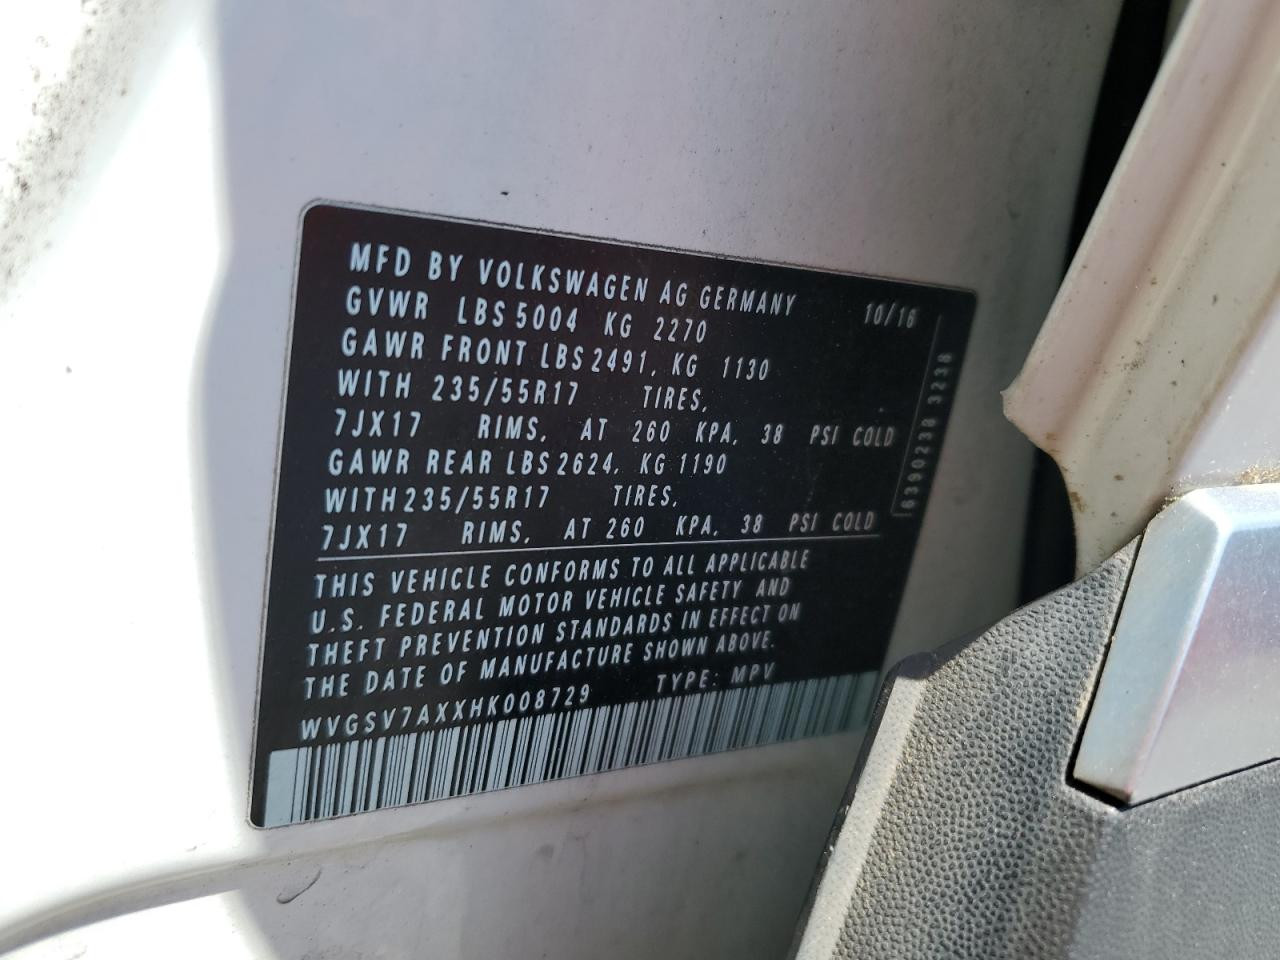 MFD BY VOLKSWAGEN AG GERMANY 10/16
GVWR LBS 5004 KG 2270
GAWR FRONT LBS 2491, KG 1130
WITH 235/55R17 TIRES,
7JX17 RIMS, AT 260 KPA, 38 PSI COLD
GAWR REAR LBS 2624, KG 1190
WITH 235/55R17 TIRES,
7JX17 RIMS, AT 260 KPA, 38 PSI COLD
THIS VEHICLE CONFORMS TO ALL APPLICABLE
U.S. FEDERAL MOTOR VEHICLE SAFETY AND
THEFT PREVENTION STANDARDS IN EFFECT ON
THE DATE OF MANUFACTURE SHOWN ABOVE.
WVGSV7AXXHK008729 TYPE: MPV
6390238 3238